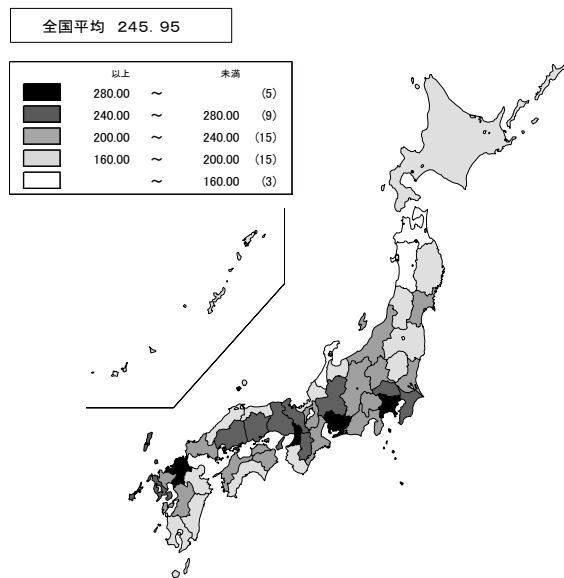 全国平均 245.95
以上 未満
280.00 ～ (5)
240.00 ～ 280.00 (9)
200.00 ～ 240.00 (15)
160.00 ～ 200.00 (15)
～ 160.00 (3)